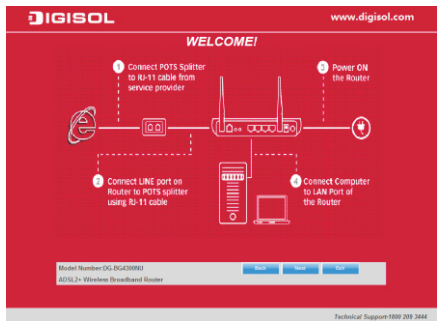 DIGISOL
www.digisol.com
WELCOME!
1 Connect POTS Splitter
to RJ-11 cable from
service provider
3 Power ON
the Router
2 Connect LINE port on
Router to POTS splitter
using RJ-11 cable
4 Connect Computer
to LAN Port of
the Router
Model Number:DG-BG4300NU
ADSL2+ Wireless Broadband Router
Back
Next
Technical Support-1800 209 3444